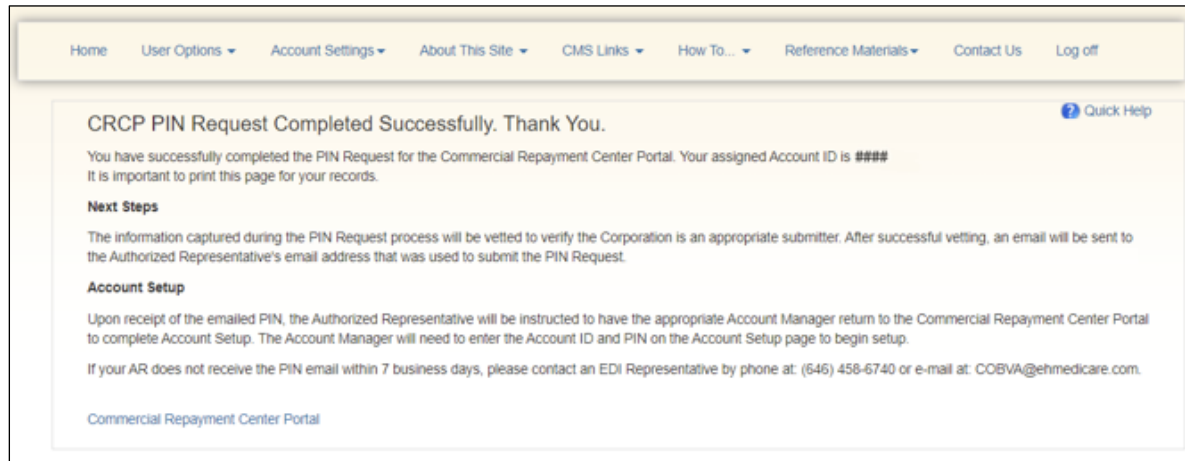 Home User Options Account Settings About This Site CMS Links How To... Reference Materials Contact Us Log off
Quick Help
CRCP PIN Request Completed Successfully. Thank You.
You have successfully completed the PIN Request for the Commercial Repayment Center Portal. Your assigned Account ID is ####
It is important to print this page for your records.
Next Steps
The information captured during the PIN Request process will be vetted to verify the Corporation is an appropriate submitter. After successful vetting, an email will be sent to
the Authorized Representative's email address that was used to submit the PIN Request.
Account Setup
Upon receipt of the emailed PIN, the Authorized Representative will be instructed to have the appropriate Account Manager return to the Commercial Repayment Center Portal
to complete Account Setup. The Account Manager will need to enter the Account ID and PIN on the Account Setup page to begin setup.
If your AR does not receive the PIN email within 7 business days, please contact an EDI Representative by phone at: (646) 458-6740 or e-mail at: COBVA@ehmedicare.com.
Commercial Repayment Center Portal